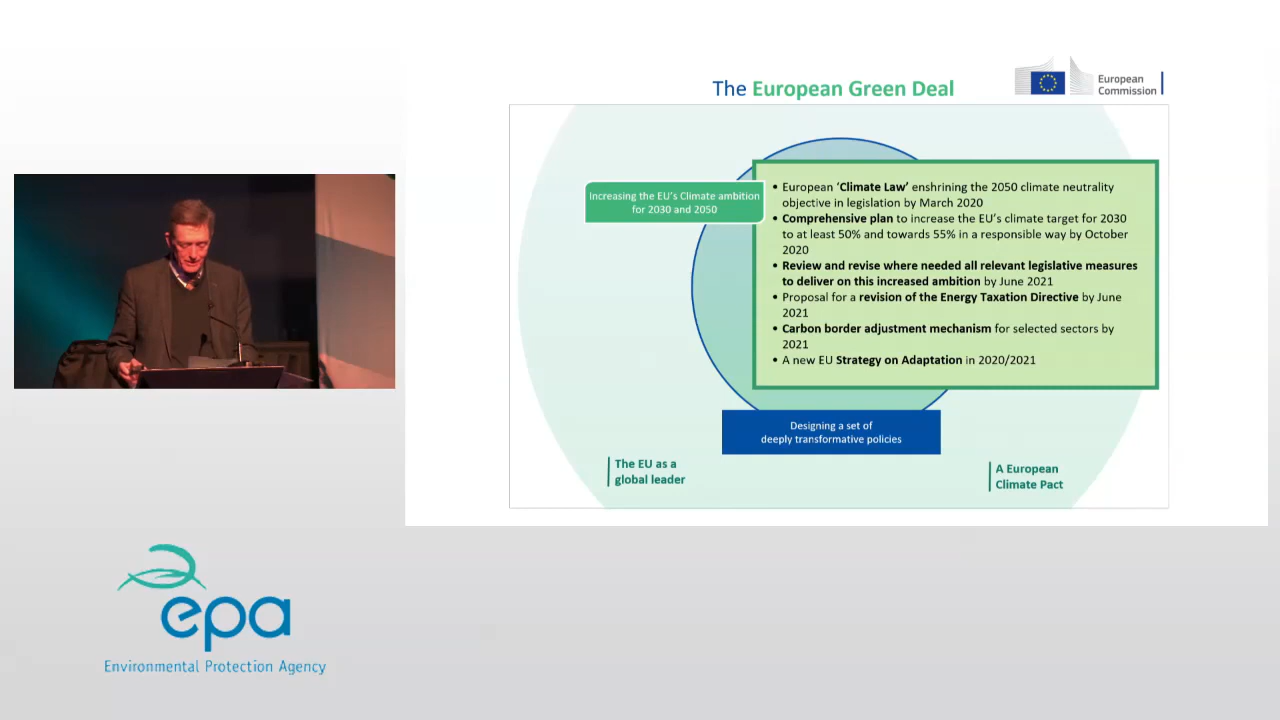 The European Green Deal
European
Commission
Increasing the EU's Climate ambition
for 2030 and 2050
• European 'Climate Law' enshrining the 2050 climate neutrality
objective in legislation by March 2020
• Comprehensive plan to increase the EU's climate target for 2030
to at least 50% and towards 55% in a responsible way by October
2020
• Review and revise where needed all relevant legislative measures
to deliver on this increased ambition by June 2021
• Proposal for a revision of the Energy Taxation Directive by June
2021
• Carbon border adjustment mechanism for selected sectors by
2021
• A new EU Strategy on Adaptation in 2020/2021
Designing a set of
deeply transformative policies
The EU as a
global leader
A European
Climate Pact
epa
Environmental Protection Agency